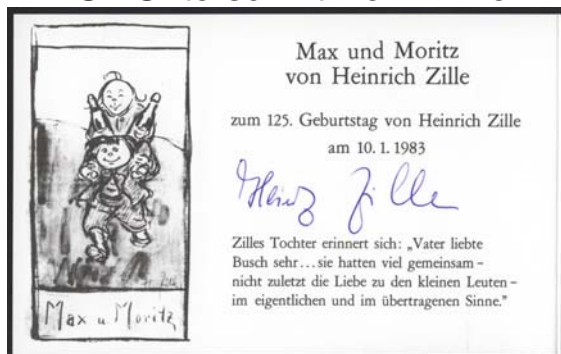 Max und Moritz
von Heinrich Zille
zum 125. Geburtstag von Heinrich Zille
am 10. 1. 1983
Heinz Zille
Zilles Tochter erinnert sich: „Vater liebte
Busch sehr...sie hatten viel gemeinsam –
nicht zuletzt die Liebe zu den kleinen Leuten –
im eigentlichen und im übertragenen Sinne."
Max u. Moritz